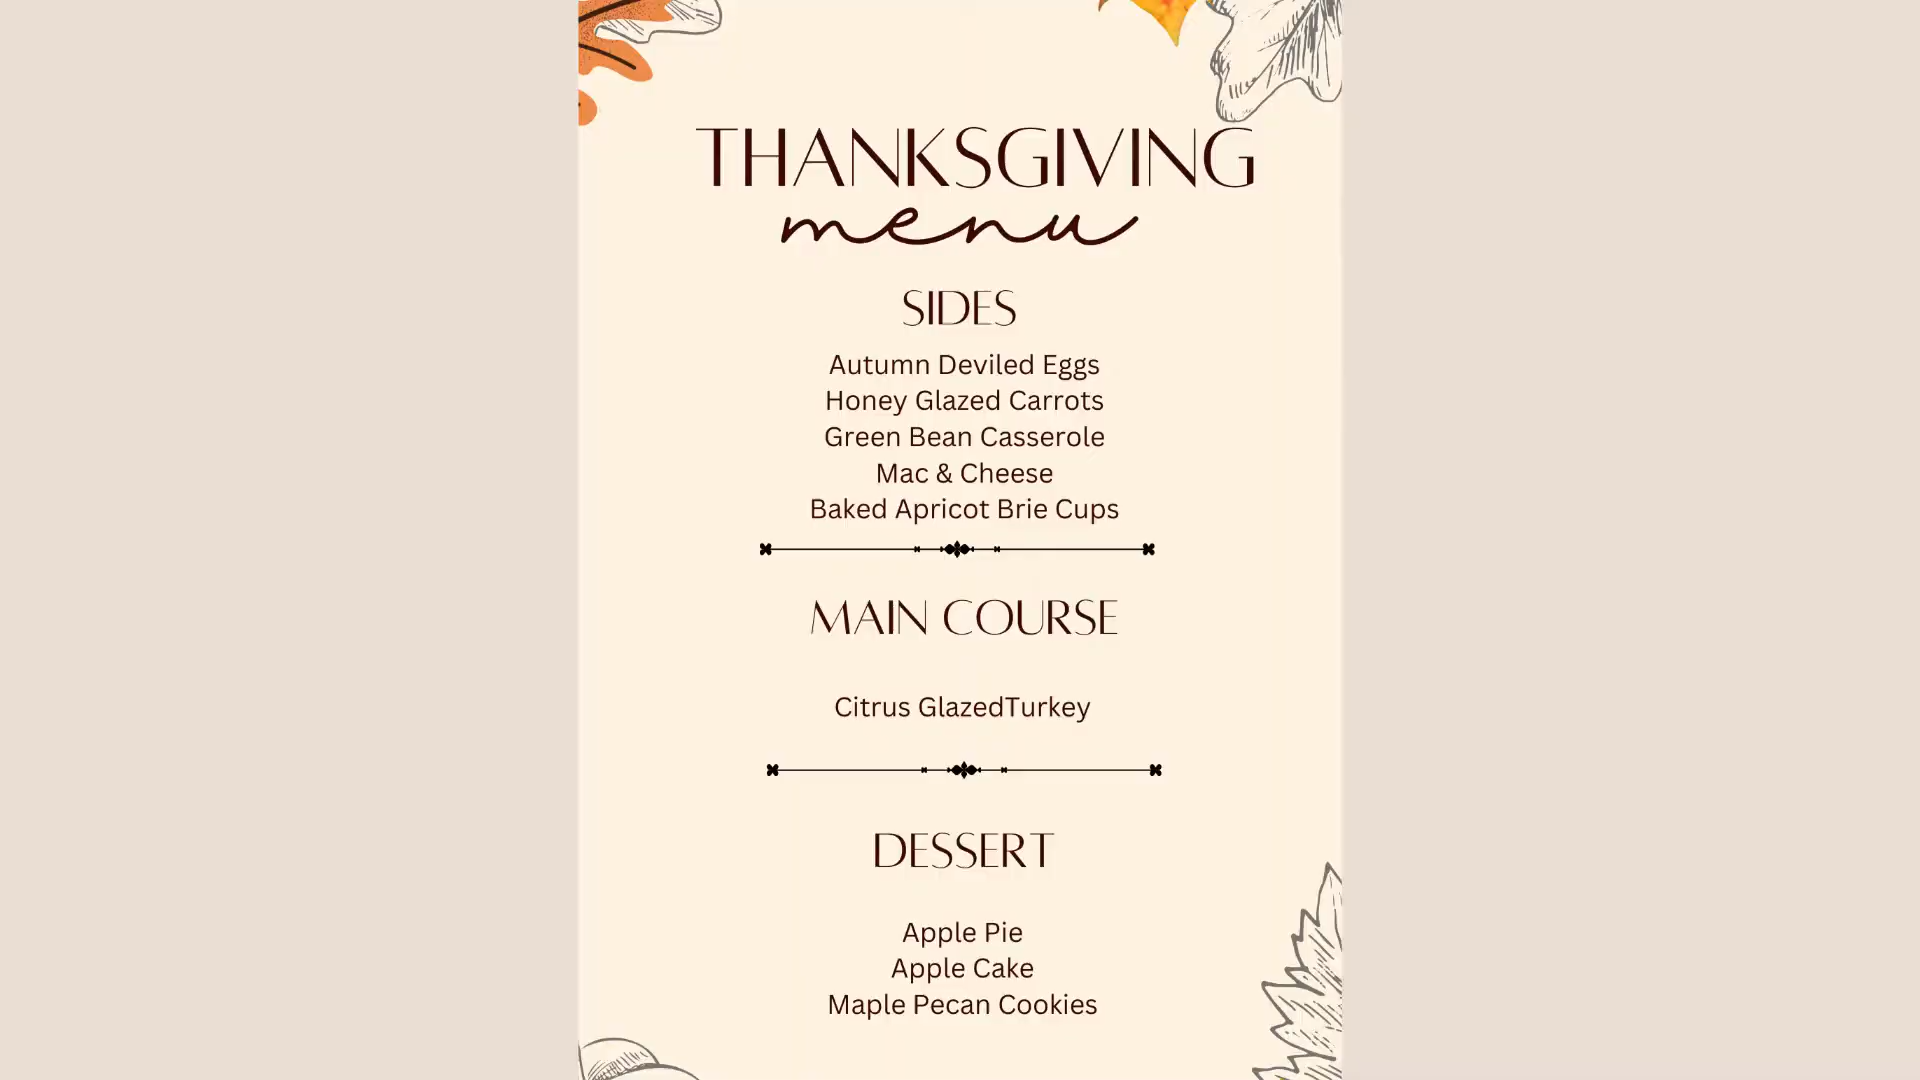 THANKSGIVING
menu
SIDES
Autumn Deviled Eggs
Honey Glazed Carrots
Green Bean Casserole
Mac & Cheese
Baked Apricot Brie Cups
MAIN COURSE
Citrus GlazedTurkey
DESSERT
Apple Pie
Apple Cake
Maple Pecan Cookies